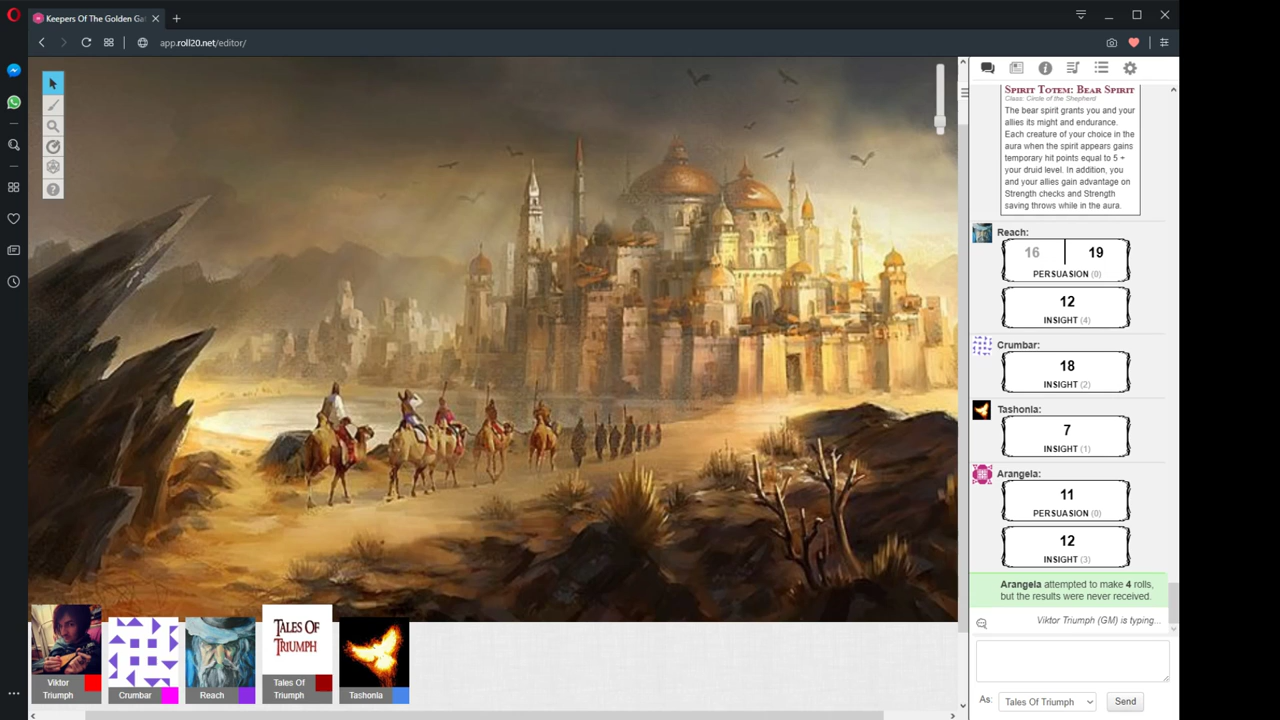 Keepers Of The Golden Ga
app.roll20.net/editor/
SPIRIT TOTEM: BEAR SPIRIT
Class: Circle of the Shepherd
The bear spirit grants you and your
allies its might and endurance.
Each creature of your choice in the
aura when the spirit appears gains
temporary hit points equal to 5 +
your druid level. In addition, you
and your allies gain advantage on
Strength checks and Strength
saving throws while in the aura.
Reach:
16 19
PERSUASION (0)
12
INSIGHT (4)
Crumbar:
18
INSIGHT (2)
Tashonla:
7
INSIGHT (1)
Arangela:
11
PERSUASION (0)
12
INSIGHT (3)
Arangela attempted to make 4 rolls,
but the results were never received.
Viktor Triumph (GM) is typing...
As: Tales Of Triumph Send
TALES OF
TRIUMPH
Viktor
Triumph
Crumbar
Reach
Tales Of
Triumph
Tashonla